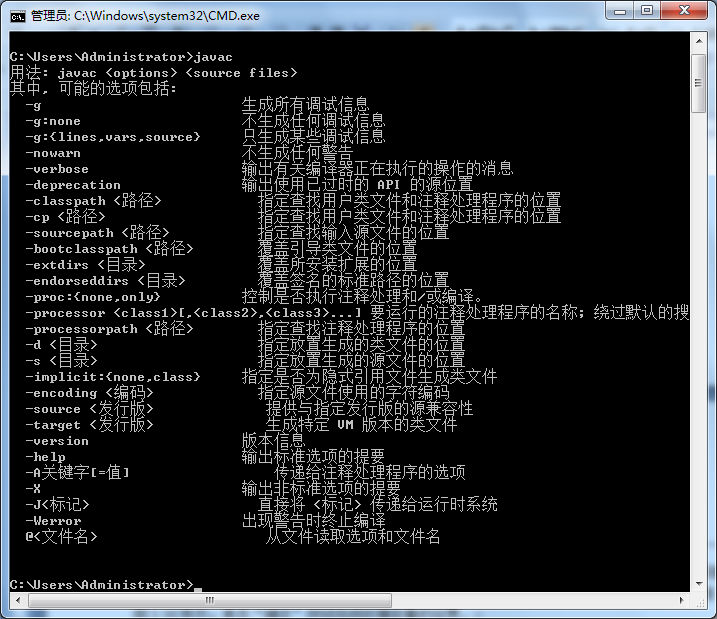 管理员: C:\Windows\system32\CMD.exe
C:\Users\Administrator>javac
用法: javac <options> <source files>
其中, 可能的选项包括:
-g 生成所有调试信息
-g:none 不生成任何调试信息
-g:{lines,vars,source} 只生成某些调试信息
-nowarn 不生成任何警告
-verbose 输出有关编译器正在执行的操作的消息
-deprecation 输出使用已过时的 API 的源位置
-classpath <路径> 指定查找用户类文件和注释处理程序的位置
-cp <路径> 指定查找用户类文件和注释处理程序的位置
-sourcepath <路径> 指定查找输入源文件的位置
-bootclasspath <路径> 覆盖引导类文件的位置
-extdirs <目录> 覆盖所安装扩展的位置
-endorseddirs <目录> 覆盖签名的标准路径的位置
-proc:{none,only} 控制是否执行注释处理和/或编译。
-processor <class1>[,<class2>,<class3>...] 要运行的注释处理程序的名称; 绕过默认的搜
-processorpath <路径> 指定查找注释处理程序的位置
-d <目录> 指定放置生成的类文件的位置
-s <目录> 指定放置生成的源文件的位置
-implicit:{none,class} 指定是否为隐式引用文件生成类文件
-encoding <编码> 指定源文件使用的字符编码
-source <发行版> 提供与指定发行版的源兼容性
-target <发行版> 生成特定 VM 版本的类文件
-version 版本信息
-help 输出标准选项的提要
-A关键字[=值] 传递给注释处理程序的选项
-X 输出非标准选项的提要
-J<标记> 直接将 <标记> 传递给运行时系统
-Werror 出现警告时终止编译
@<文件名> 从文件读取选项和文件名
C:\Users\Administrator>